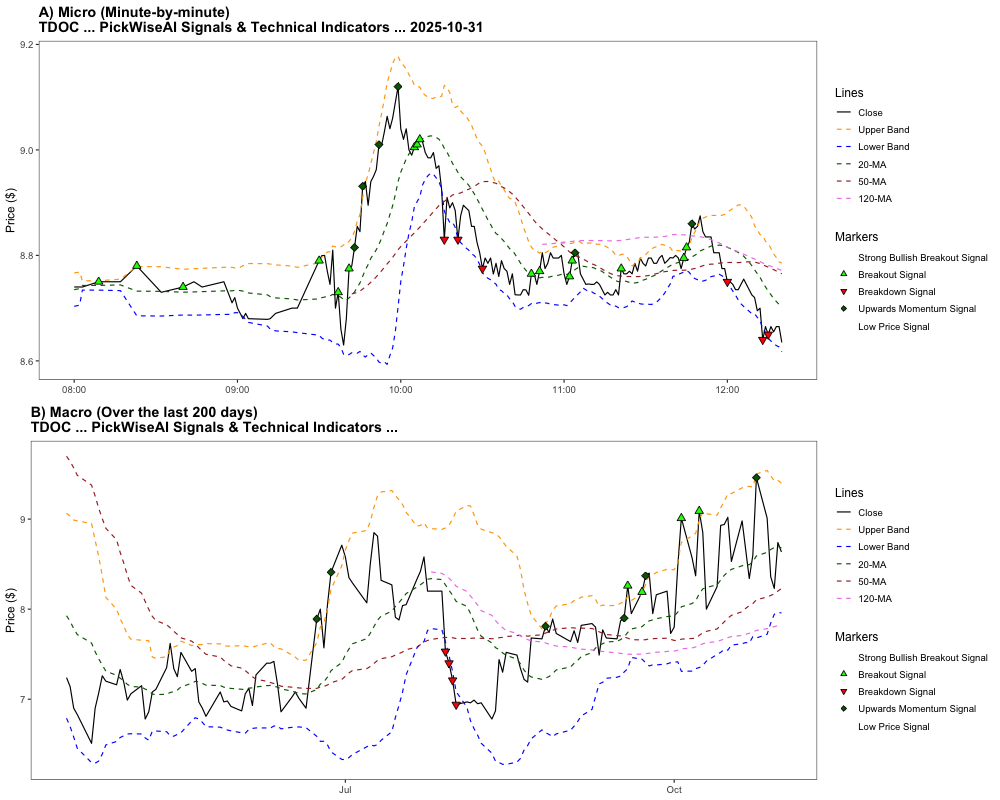 A) Micro (Minute-by-minute)
TDOC ... PickWiseAI Signals & Technical Indicators ... 2025-10-31
Price ($)
9.2
9.0
8.8
8.6
08:00
09:00
10:00
11:00
12:00
Lines
Close
Upper Band
Lower Band
20-MA
50-MA
120-MA
Markers
Strong Bullish Breakout Signal
Breakout Signal
Breakdown Signal
Upwards Momentum Signal
Low Price Signal
B) Macro (Over the last 200 days)
TDOC ... PickWiseAI Signals & Technical Indicators ...
Price ($)
9
8
7
Jul
Oct
Lines
Close
Upper Band
Lower Band
20-MA
50-MA
120-MA
Markers
Strong Bullish Breakout Signal
Breakout Signal
Breakdown Signal
Upwards Momentum Signal
Low Price Signal